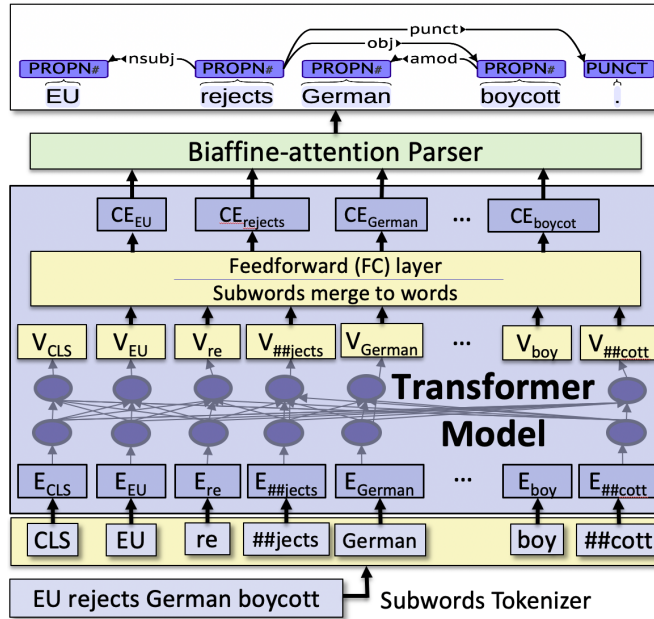 punct
obj
nsubj amod
PROPN# PROPN# PROPN# PROPN# PUNCT
EU rejects German boycott .
Biaffine-attention Parser
CE_EU CE_rejects CE_German ... CE_boycot
Feedforward (FC) layer
Subwords merge to words
V_CLS V_EU V_re V_##jects V_German ... V_boy V_##cott
Transformer
Model
E_CLS E_EU E_re E_##jects E_German ... E_boy E_##cott
CLS EU re ##jects German boy ##cott
EU rejects German boycott Subwords Tokenizer